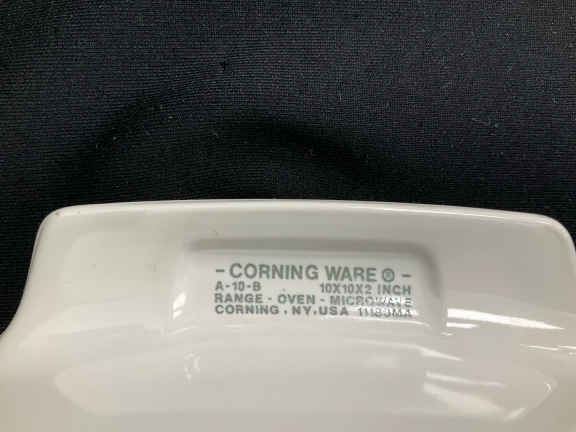 - CORNING WARE ® -
A-10-B 10X10X2 INCH
RANGE - OVEN - MICROWAVE
CORNING . NY. USA